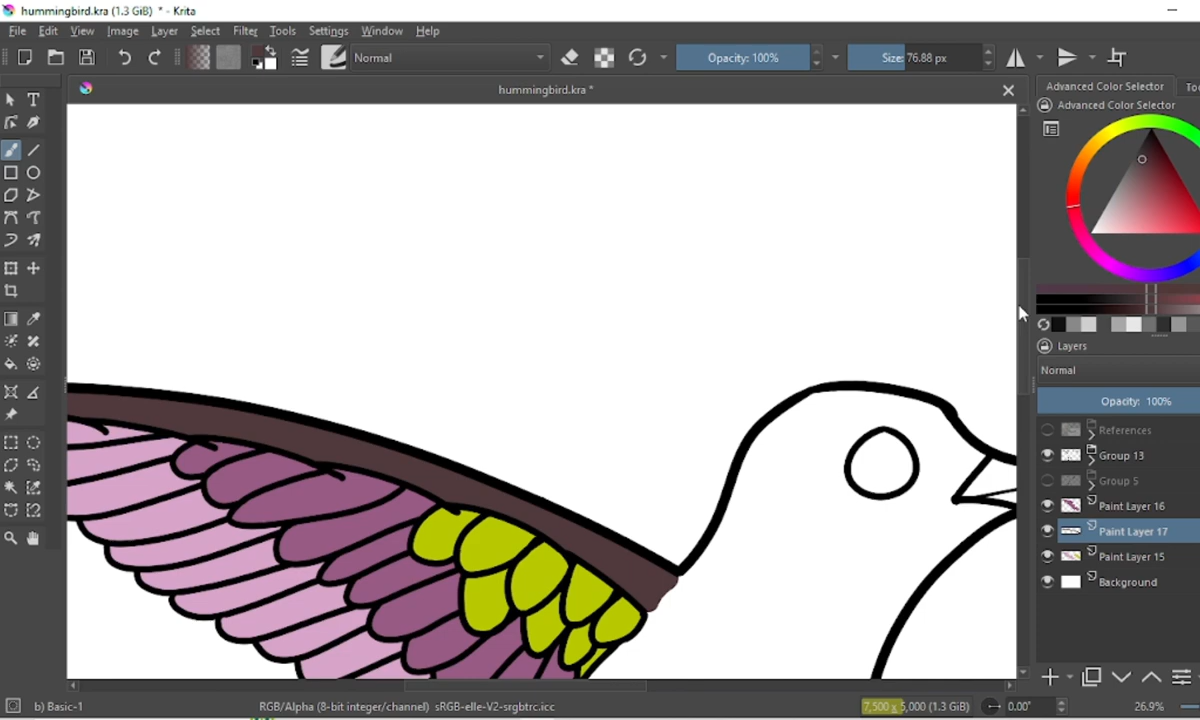 hummingbird.kra (1.3 GiB) * - Krita
File Edit View Image Layer Select Filter Tools Settings Window Help
Normal Opacity: 100% Size: 76.88 px
hummingbird.kra *
Advanced Color Selector
Advanced Color Selector
Layers
Normal
Opacity: 100%
References
Group 13
Group 5
Paint Layer 16
Paint Layer 17
Paint Layer 15
Background
b) Basic-1 RGB/Alpha (8-bit integer/channel) sRGB-elle-V2-srgbtrc.icc 7,500 x 5,000 (1.3 GiB) 0.00° 26.9%